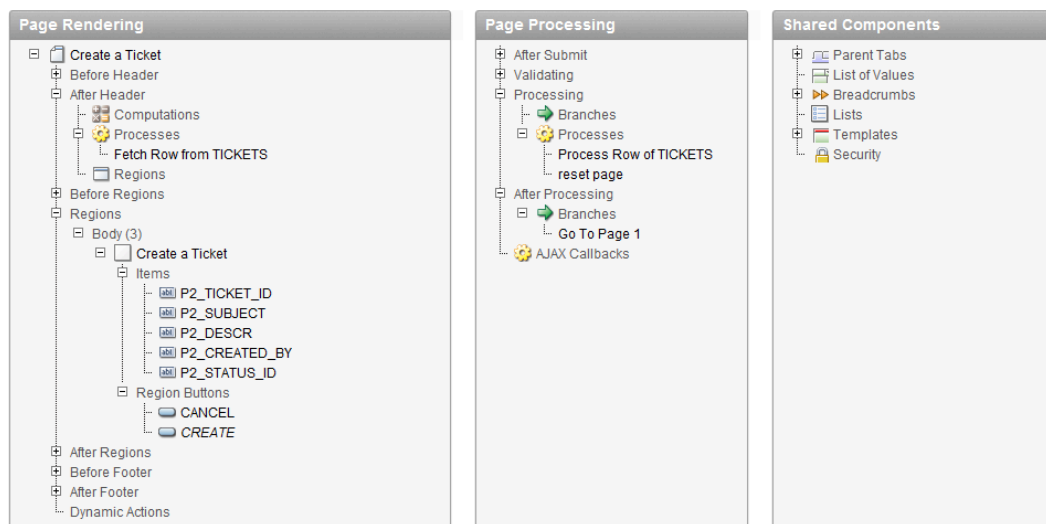 Page Rendering
Create a Ticket
Before Header
After Header
Computations
Processes
Fetch Row from TICKETS
Regions
Before Regions
Regions
Body (3)
Create a Ticket
Items
P2_TICKET_ID
P2_SUBJECT
P2_DESCR
P2_CREATED_BY
P2_STATUS_ID
Region Buttons
CANCEL
CREATE
After Regions
Before Footer
After Footer
Dynamic Actions
Page Processing
After Submit
Validating
Processing
Branches
Processes
Process Row of TICKETS
reset page
After Processing
Branches
Go To Page 1
AJAX Callbacks
Shared Components
Parent Tabs
List of Values
Breadcrumbs
Lists
Templates
Security